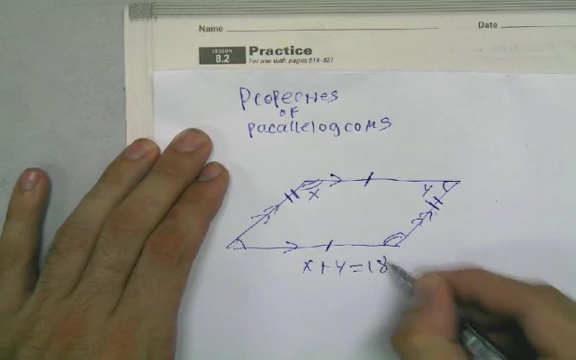 Name
Date
LESSON
8.2
Practice
For use with pages 514–521
Properties
of
parallelograms
x
y
x + y = 18